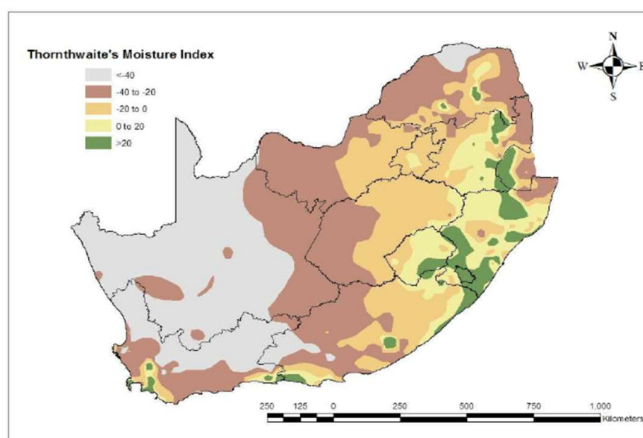 Thornthwaite's Moisture Index
<-40
-40 to -20
-20 to 0
0 to 20
>20
N
W E
S
250 125 0 250 500 750 1,000
Kilometers